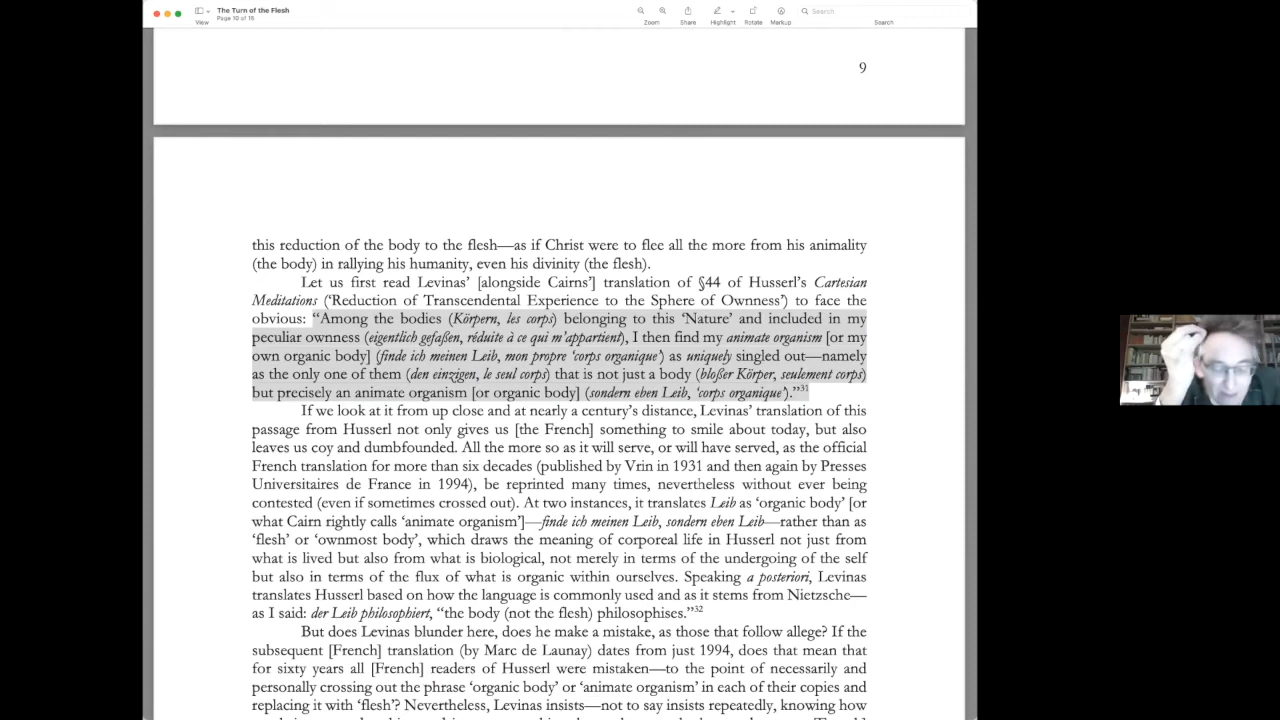 The Turn of the Flesh
Page 10 of 15
View
Zoom
Share
Highlight
Rotate
Markup
Search
Search
9
this reduction of the body to the flesh—as if Christ were to flee all the more from his animality
(the body) in rallying his humanity, even his divinity (the flesh).
Let us first read Levinas’ [alongside Cairns’] translation of §44 of Husserl’s Cartesian
Meditations (‘Reduction of Transcendental Experience to the Sphere of Ownness’) to face the
obvious: “Among the bodies (Körpern, les corps) belonging to this ‘Nature’ and included in my
peculiar ownness (eigentlich gefaßen, réduite à ce qui m’appartient), I then find my animate organism [or my
own organic body] (finde ich meinen Leib, mon propre ‘corps organique’) as uniquely singled out—namely
as the only one of them (den einzigen, le seul corps) that is not just a body (bloßer Körper, seulement corps)
but precisely an animate organism [or organic body] (sondern eben Leib, ‘corps organique’).”31
If we look at it from up close and at nearly a century’s distance, Levinas’ translation of this
passage from Husserl not only gives us [the French] something to smile about today, but also
leaves us coy and dumbfounded. All the more so as it will serve, or will have served, as the official
French translation for more than six decades (published by Vrin in 1931 and then again by Presses
Universitaires de France in 1994), be reprinted many times, nevertheless without ever being
contested (even if sometimes crossed out). At two instances, it translates Leib as ‘organic body’ [or
what Cairn rightly calls ‘animate organism’]—finde ich meinen Leib, sondern eben Leib—rather than as
‘flesh’ or ‘ownmost body’, which draws the meaning of corporeal life in Husserl not just from
what is lived but also from what is biological, not merely in terms of the undergoing of the self
but also in terms of the flux of what is organic within ourselves. Speaking a posteriori, Levinas
translates Husserl based on how the language is commonly used and as it stems from Nietzsche—
as I said: der Leib philosophiert, “the body (not the flesh) philosophises.”32
But does Levinas blunder here, does he make a mistake, as those that follow allege? If the
subsequent [French] translation (by Marc de Launay) dates from just 1994, does that mean that
for sixty years all [French] readers of Husserl were mistaken—to the point of necessarily and
personally crossing out the phrase ‘organic body’ or ‘animate organism’ in each of their copies and
replacing it with ‘flesh’? Nevertheless, Levinas insists—not to say insists repeatedly, knowing how